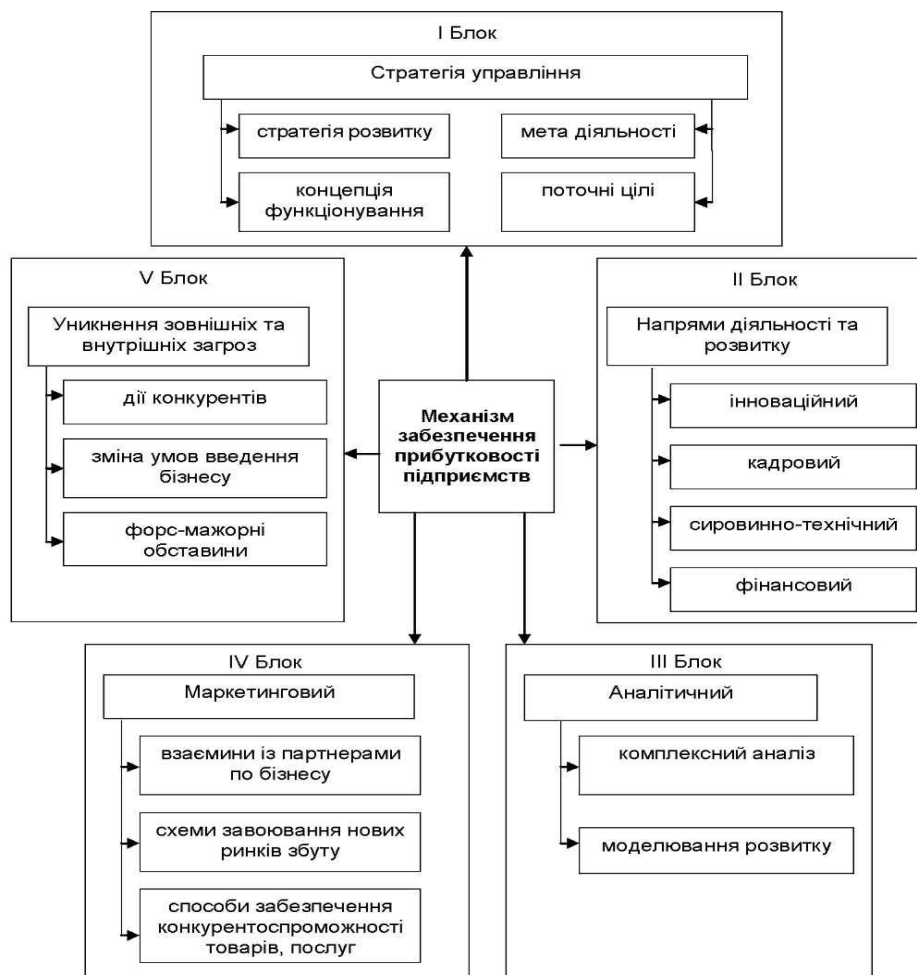 I Блок
Стратегія управління
стратегія розвитку
мета діяльності
концепція
функціонування
поточні цілі
V Блок
Уникнення зовнішніх та
внутрішніх загроз
дії конкурентів
зміна умов введення
бізнесу
форс-мажорні
обставини
Механізм
забезпечення
прибутковості
підприємств
II Блок
Напрями діяльності та
розвитку
інноваційний
кадровий
сировинно-технічний
фінансовий
IV Блок
Маркетинговий
взаємини із партнерами
по бізнесу
схеми завоювання нових
ринків збуту
способи забезпечення
конкурентоспроможності
товарів, послуг
III Блок
Аналітичний
комплексний аналіз
моделювання розвитку